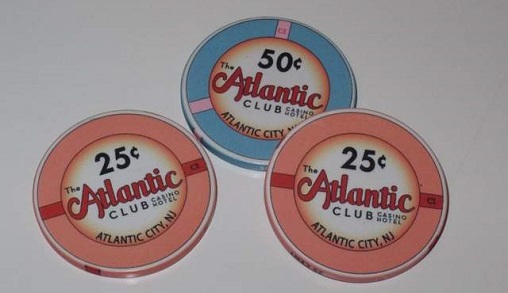 50¢
The
Atlantic
CLUB CASINO HOTEL
ATLANTIC CITY,
25¢
The
Atlantic
CLUB CASINO HOTEL
ATLANTIC CITY, NJ
25¢
The
Atlantic
CLUB CASINO HOTEL
ATLANTIC CITY, NJ